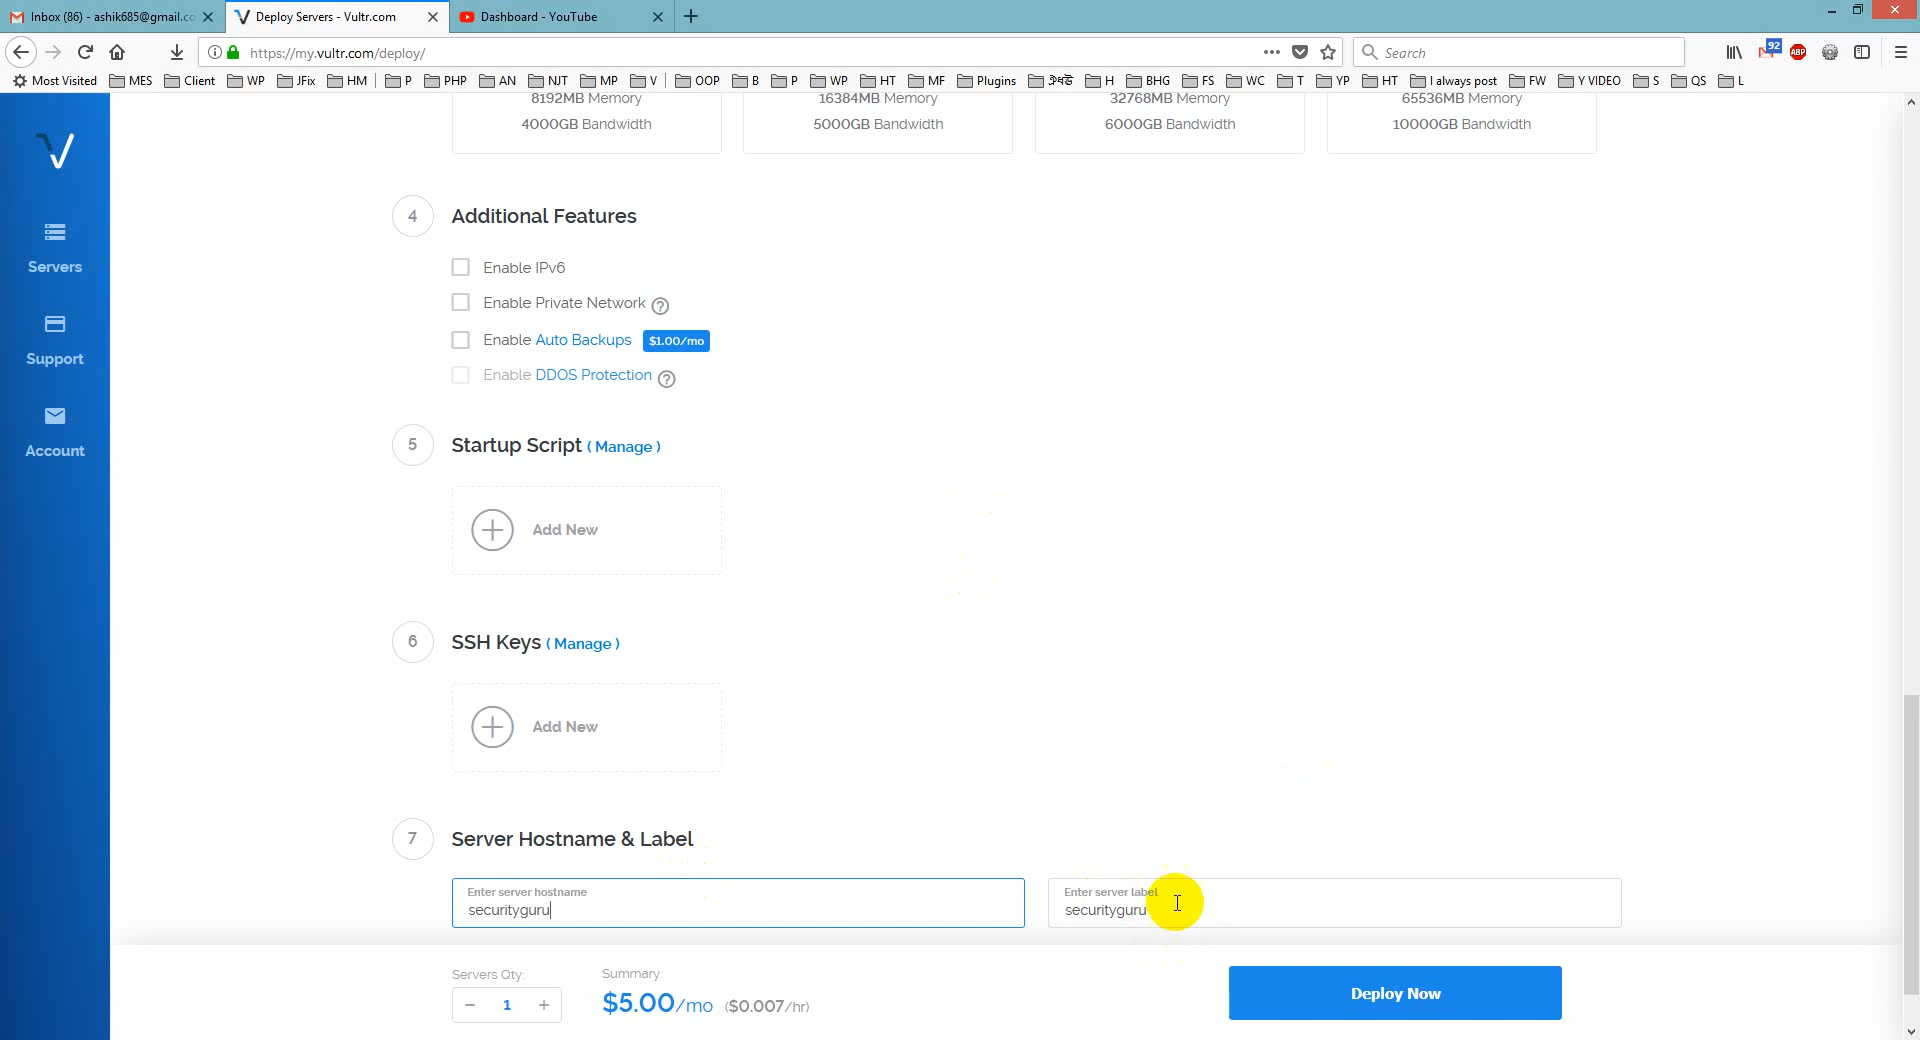 Inbox (86) - ashik685@gmail.co
Deploy Servers - Vultr.com
Dashboard - YouTube
https://my.vultr.com/deploy/
Search
92
ABP
Most Visited MES Client WP JFix HM P PHP AN NJT MP V OOP B P WP HT MF Plugins H BHG FS WC T YP HT I always post FW Y VIDEO S QS L
8192MB Memory 16384MB Memory 32768MB Memory 65536MB Memory
4000GB Bandwidth 5000GB Bandwidth 6000GB Bandwidth 10000GB Bandwidth
Servers
Support
Account
4 Additional Features
Enable IPv6
Enable Private Network ?
Enable Auto Backups $1.00/mo
Enable DDOS Protection ?
5 Startup Script ( Manage )
Add New
6 SSH Keys ( Manage )
Add New
7 Server Hostname & Label
Enter server hostname
securityguru
Enter server label
securityguru
Servers Qty:
− 1 +
Summary:
$5.00/mo ($0.007/hr)
Deploy Now